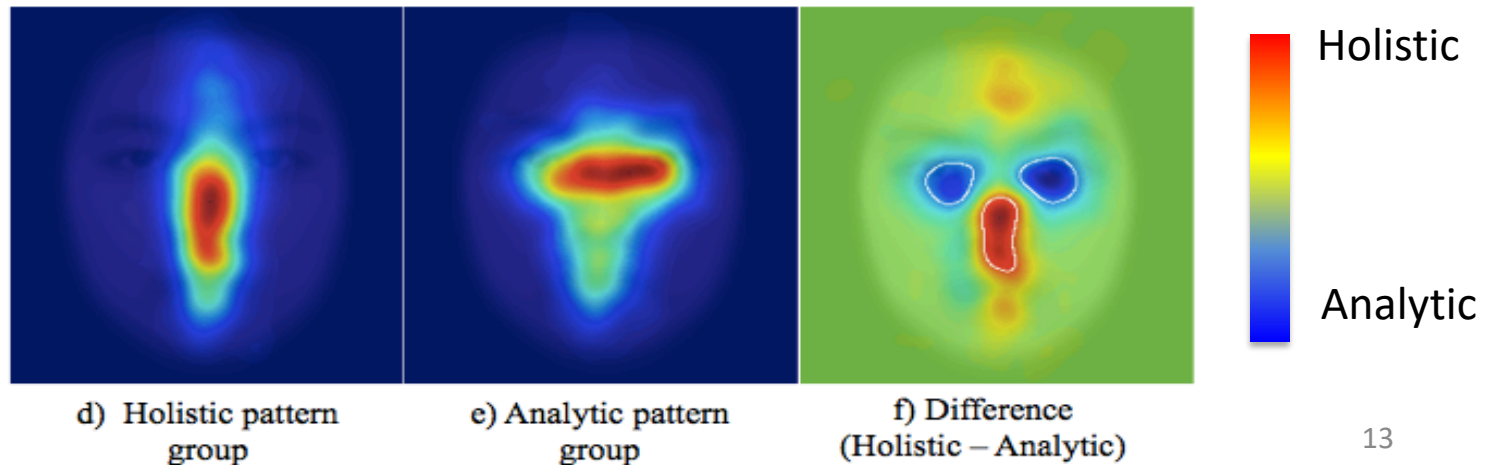 Holistic
Analytic
d) Holistic pattern
group
e) Analytic pattern
group
f) Difference
(Holistic – Analytic)
13